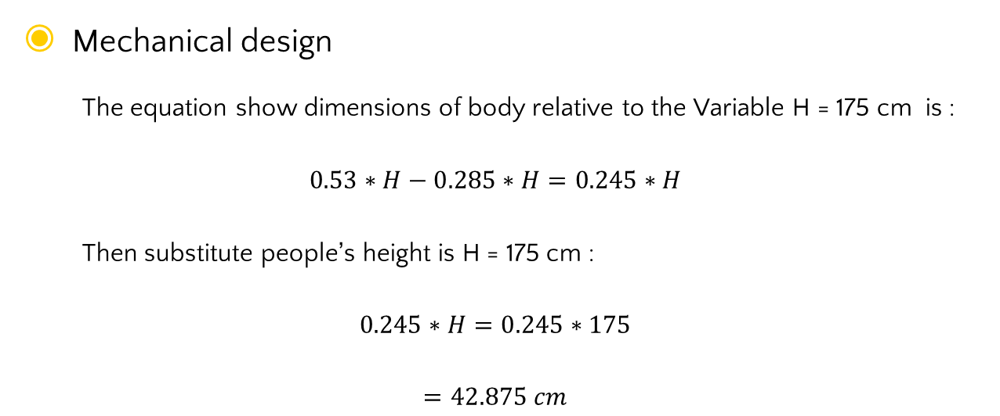 Mechanical design
The equation show dimensions of body relative to the Variable H = 175 cm is :
0.53 ∗ H − 0.285 ∗ H = 0.245 ∗ H
Then substitute people’s height is H = 175 cm :
0.245 ∗ H = 0.245 ∗ 175
= 42.875 cm